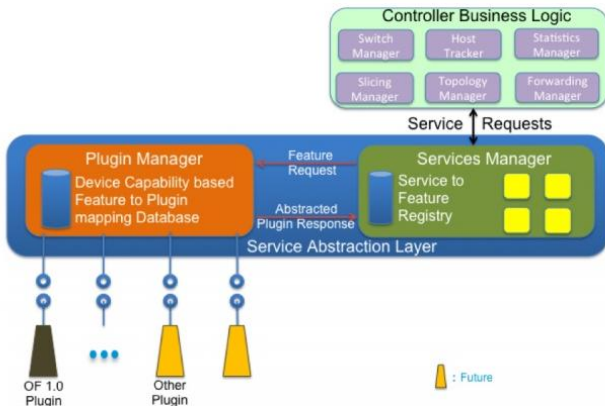 Controller Business Logic
Switch Manager
Host Tracker
Statistics Manager
Slicing Manager
Topology Manager
Forwarding Manager
Service Requests
Plugin Manager
Device Capability based
Feature to Plugin
mapping Database
Feature
Request
Abstracted
Plugin Response
Services Manager
Service to
Feature
Registry
Service Abstraction Layer
OF 1.0
Plugin
Other
Plugin
: Future